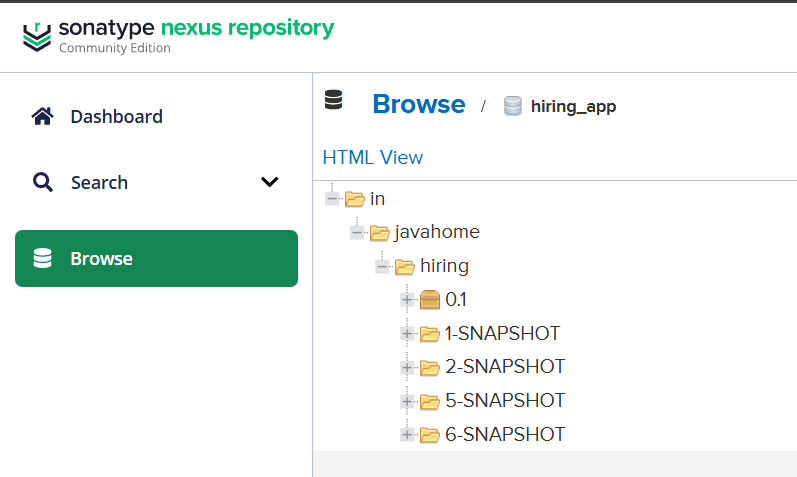 sonatype nexus repository
Community Edition
Dashboard
Search
Browse
Browse / hiring_app
HTML View
in
javahome
hiring
0.1
1-SNAPSHOT
2-SNAPSHOT
5-SNAPSHOT
6-SNAPSHOT